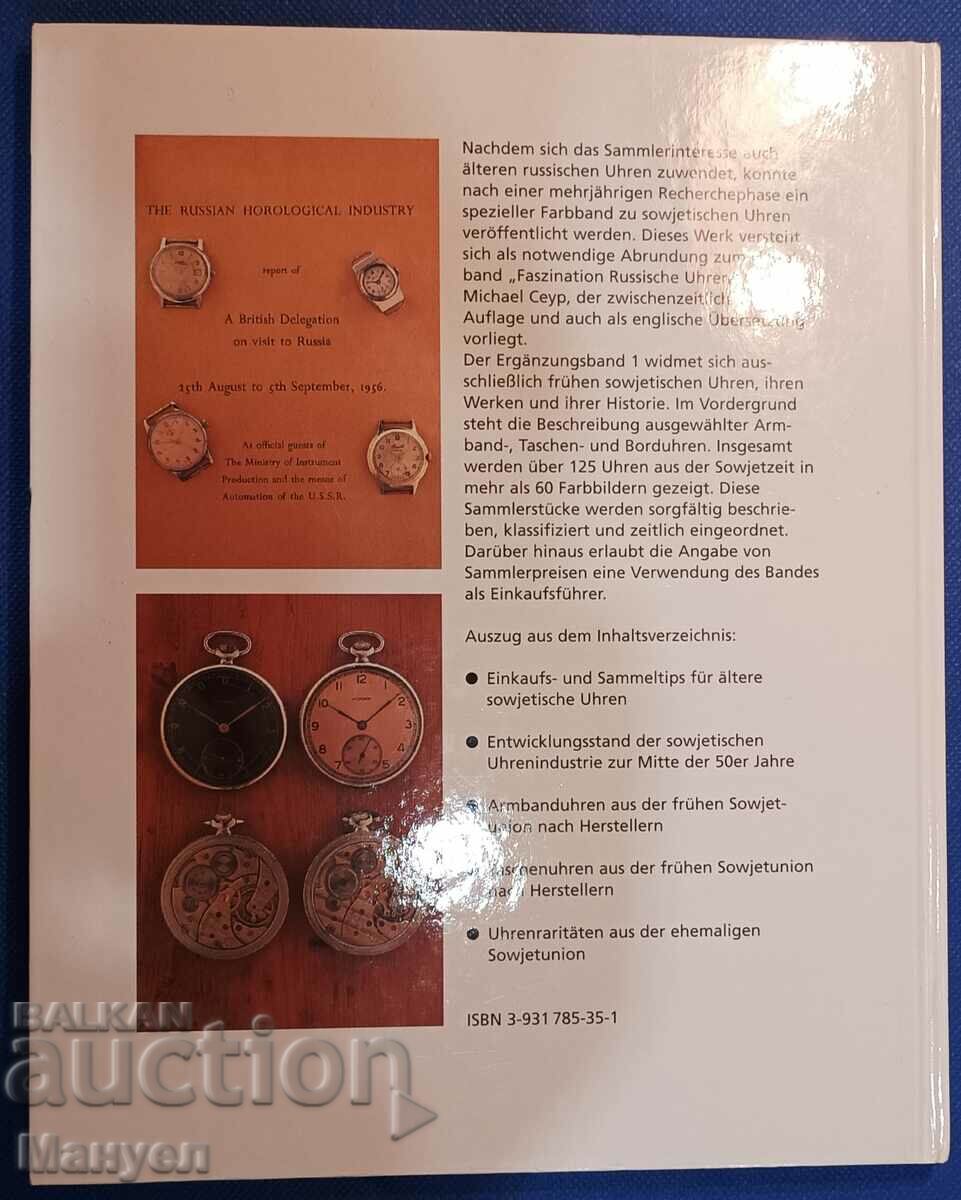 THE RUSSIAN HOROLOGICAL INDUSTRY
report of
A British Delegation
on visit to Russia
25th August to 5th September, 1956.
As official guests of
The Ministry of Instrument
Production and the means of
Automation of the U.S.S.R.
Nachdem sich das Sammlerinteresse auch
älteren russischen Uhren zuwendet, konnte
nach einer mehrjährigen Recherchephase ein
spezieller Farbband zu sowjetischen Uhren
veröffentlicht werden. Dieses Werk versteht
sich als notwendige Abrundung zum
band „Faszination Russische Uhren
Michael Ceyp, der zwischenzeitlich
Auflage und auch als englische Übersetzung
vorliegt.
Der Ergänzungsband 1 widmet sich aus-
schließlich frühen sowjetischen Uhren, ihren
Werken und ihrer Historie. Im Vordergrund
steht die Beschreibung ausgewählter Arm-
band-, Taschen- und Borduhren. Insgesamt
werden über 125 Uhren aus der Sowjetzeit in
mehr als 60 Farbbildern gezeigt. Diese
Sammlerstücke werden sorgfältig beschrie-
ben, klassifiziert und zeitlich eingeordnet.
Darüber hinaus erlaubt die Angabe von
Sammlerpreisen eine Verwendung des Bandes
als Einkaufsführer.
Auszug aus dem Inhaltsverzeichnis:
● Einkaufs- und Sammeltips für ältere
sowjetische Uhren
● Entwicklungsstand der sowjetischen
Uhrenindustrie zur Mitte der 50er Jahre
● Armbanduhren aus der frühen Sowjet-
union nach Herstellern
● Taschenuhren aus der frühen Sowjetunion
nach Herstellern
● Uhrenraritäten aus der ehemaligen
Sowjetunion
ISBN 3-931 785-35-1
BALKAN
auction
Мануел